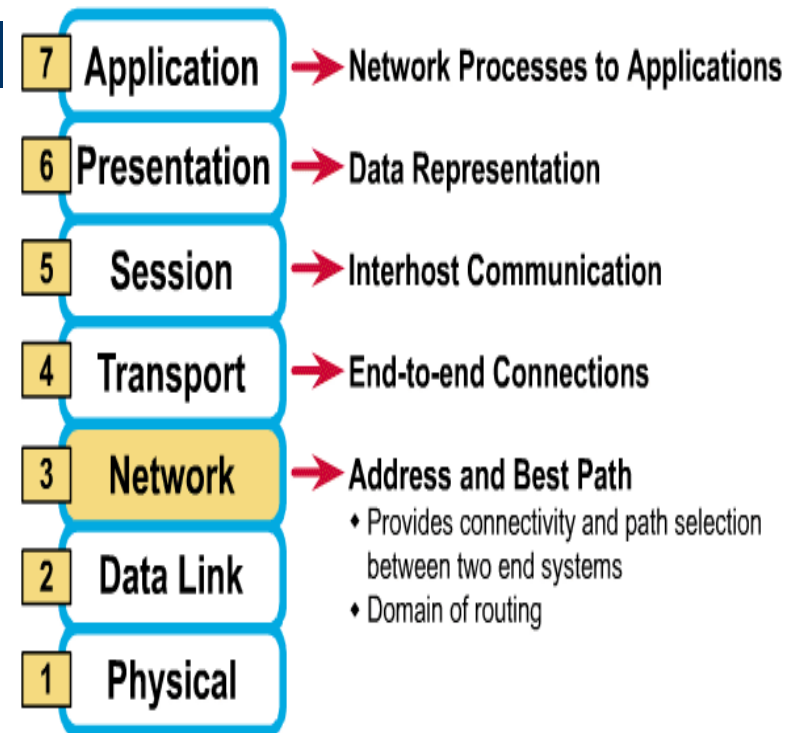 7 Application Network Processes to Applications
6 Presentation Data Representation
5 Session Interhost Communication
4 Transport End-to-end Connections
3 Network Address and Best Path
♦ Provides connectivity and path selection
between two end systems
2 Data Link
♦ Domain of routing
1 Physical